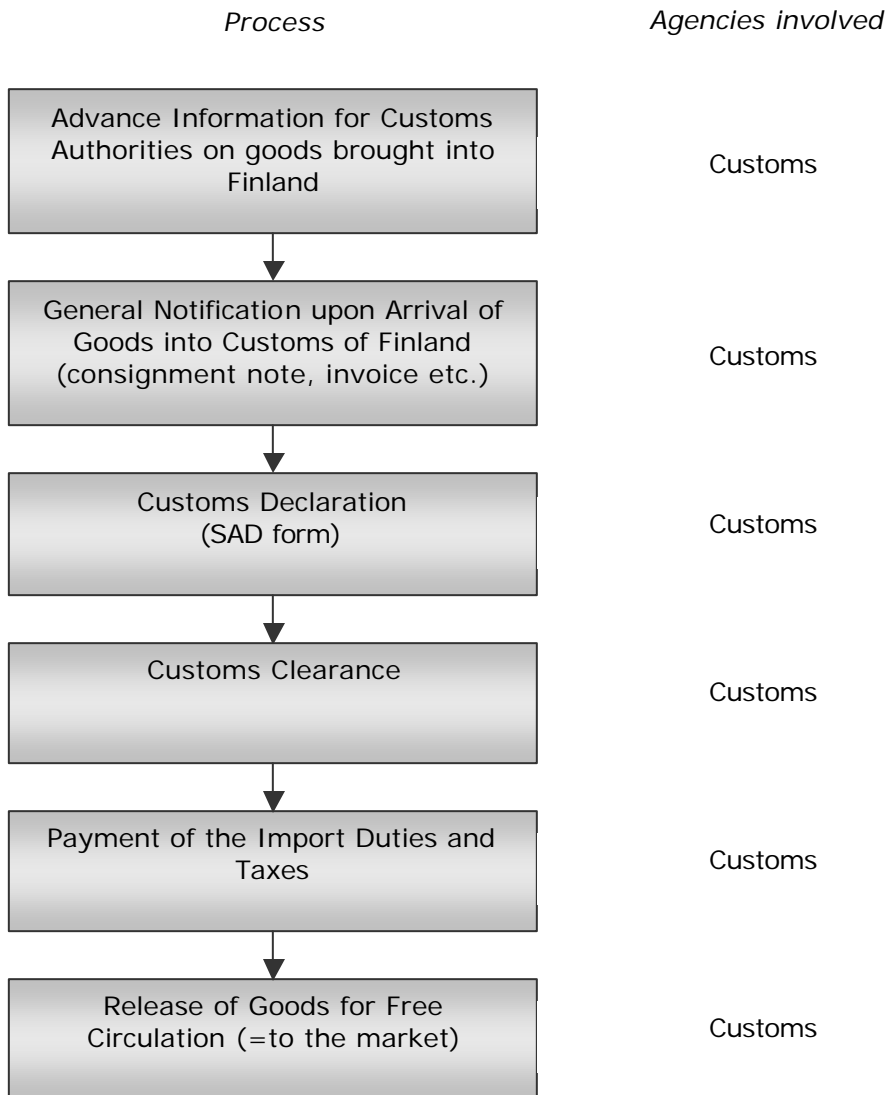 Process
Agencies involved
Advance Information for Customs
Authorities on goods brought into
Finland
Customs
General Notification upon Arrival of
Goods into Customs of Finland
(consignment note, invoice etc.)
Customs
Customs Declaration
(SAD form)
Customs
Customs Clearance
Customs
Payment of the Import Duties and
Taxes
Customs
Release of Goods for Free
Circulation (=to the market)
Customs